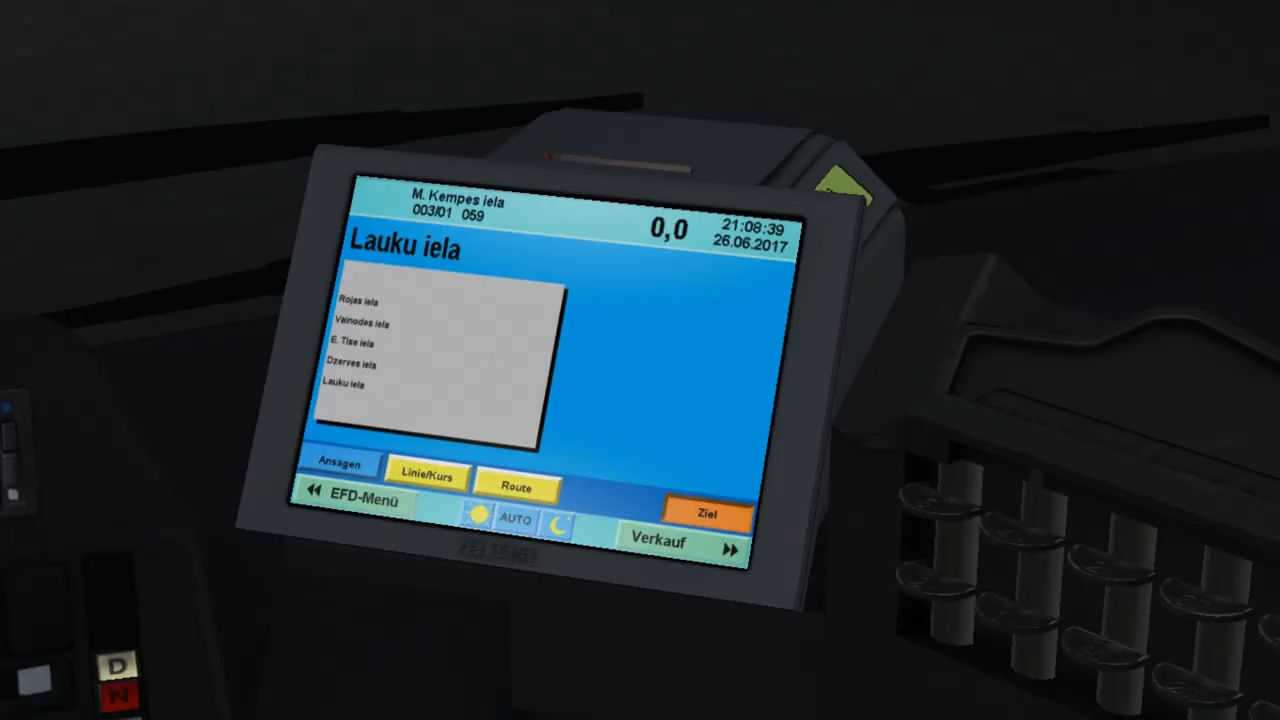 M. Kempes iela
003/01 059
0,0
21:08:39
26.06.2017
Lauku iela
Rojas iela
Vainodes iela
E. Tise iela
Dzerves iela
Lauku iela
Ansagen
Linie/Kurs
Route
Ziel
EFD-Menü
AUTO
Verkauf
D
N